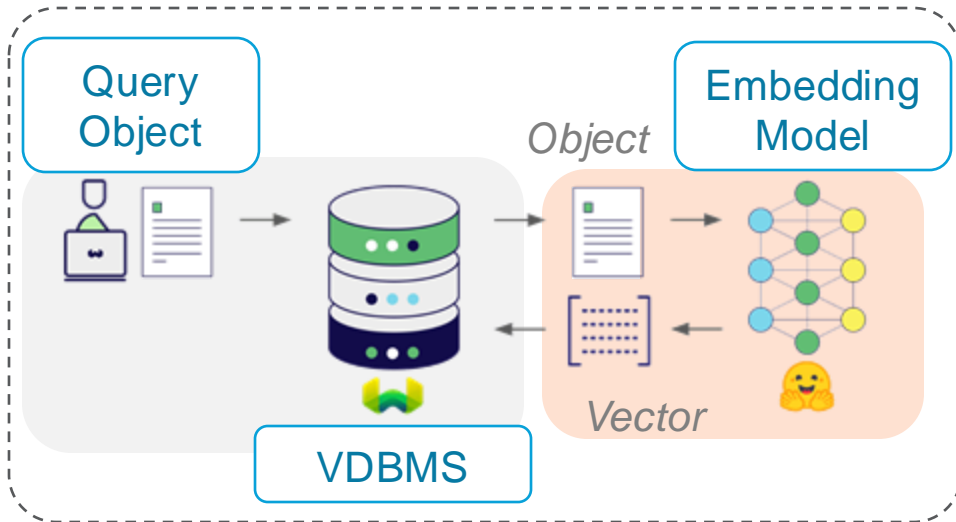 Query
Object
Embedding
Model
Object
Vector
VDBMS